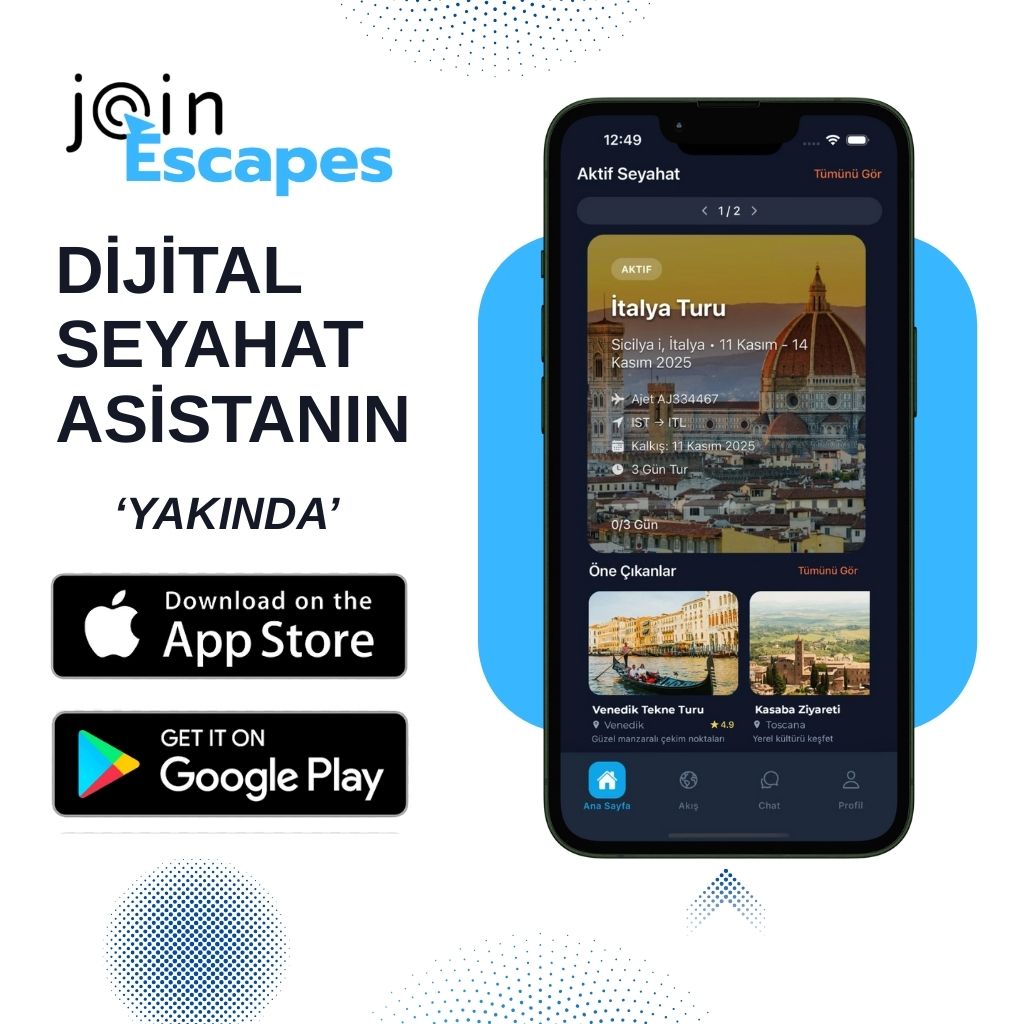 join
Escapes
DİJİTAL
SEYAHAT
ASİSTANIN
‘YAKINDA’
Download on the
App Store
GET IT ON
Google Play
12:49
Aktif Seyahat
Tümünü Gör
1 / 2
AKTIF
İtalya Turu
Sicilya i, İtalya • 11 Kasım - 14
Kasım 2025
Ajet AJ334467
IST → ITL
Kalkış: 11 Kasım 2025
3 Gün Tur
0/3 Gün
Öne Çıkanlar
Tümünü Gör
Venedik Tekne Turu
Venedik
4.9
Güzel manzaralı çekim noktaları
Kasaba Ziyareti
Toscana
Yerel kültürü keşfet
Ana Sayfa
Akış
Chat
Profil